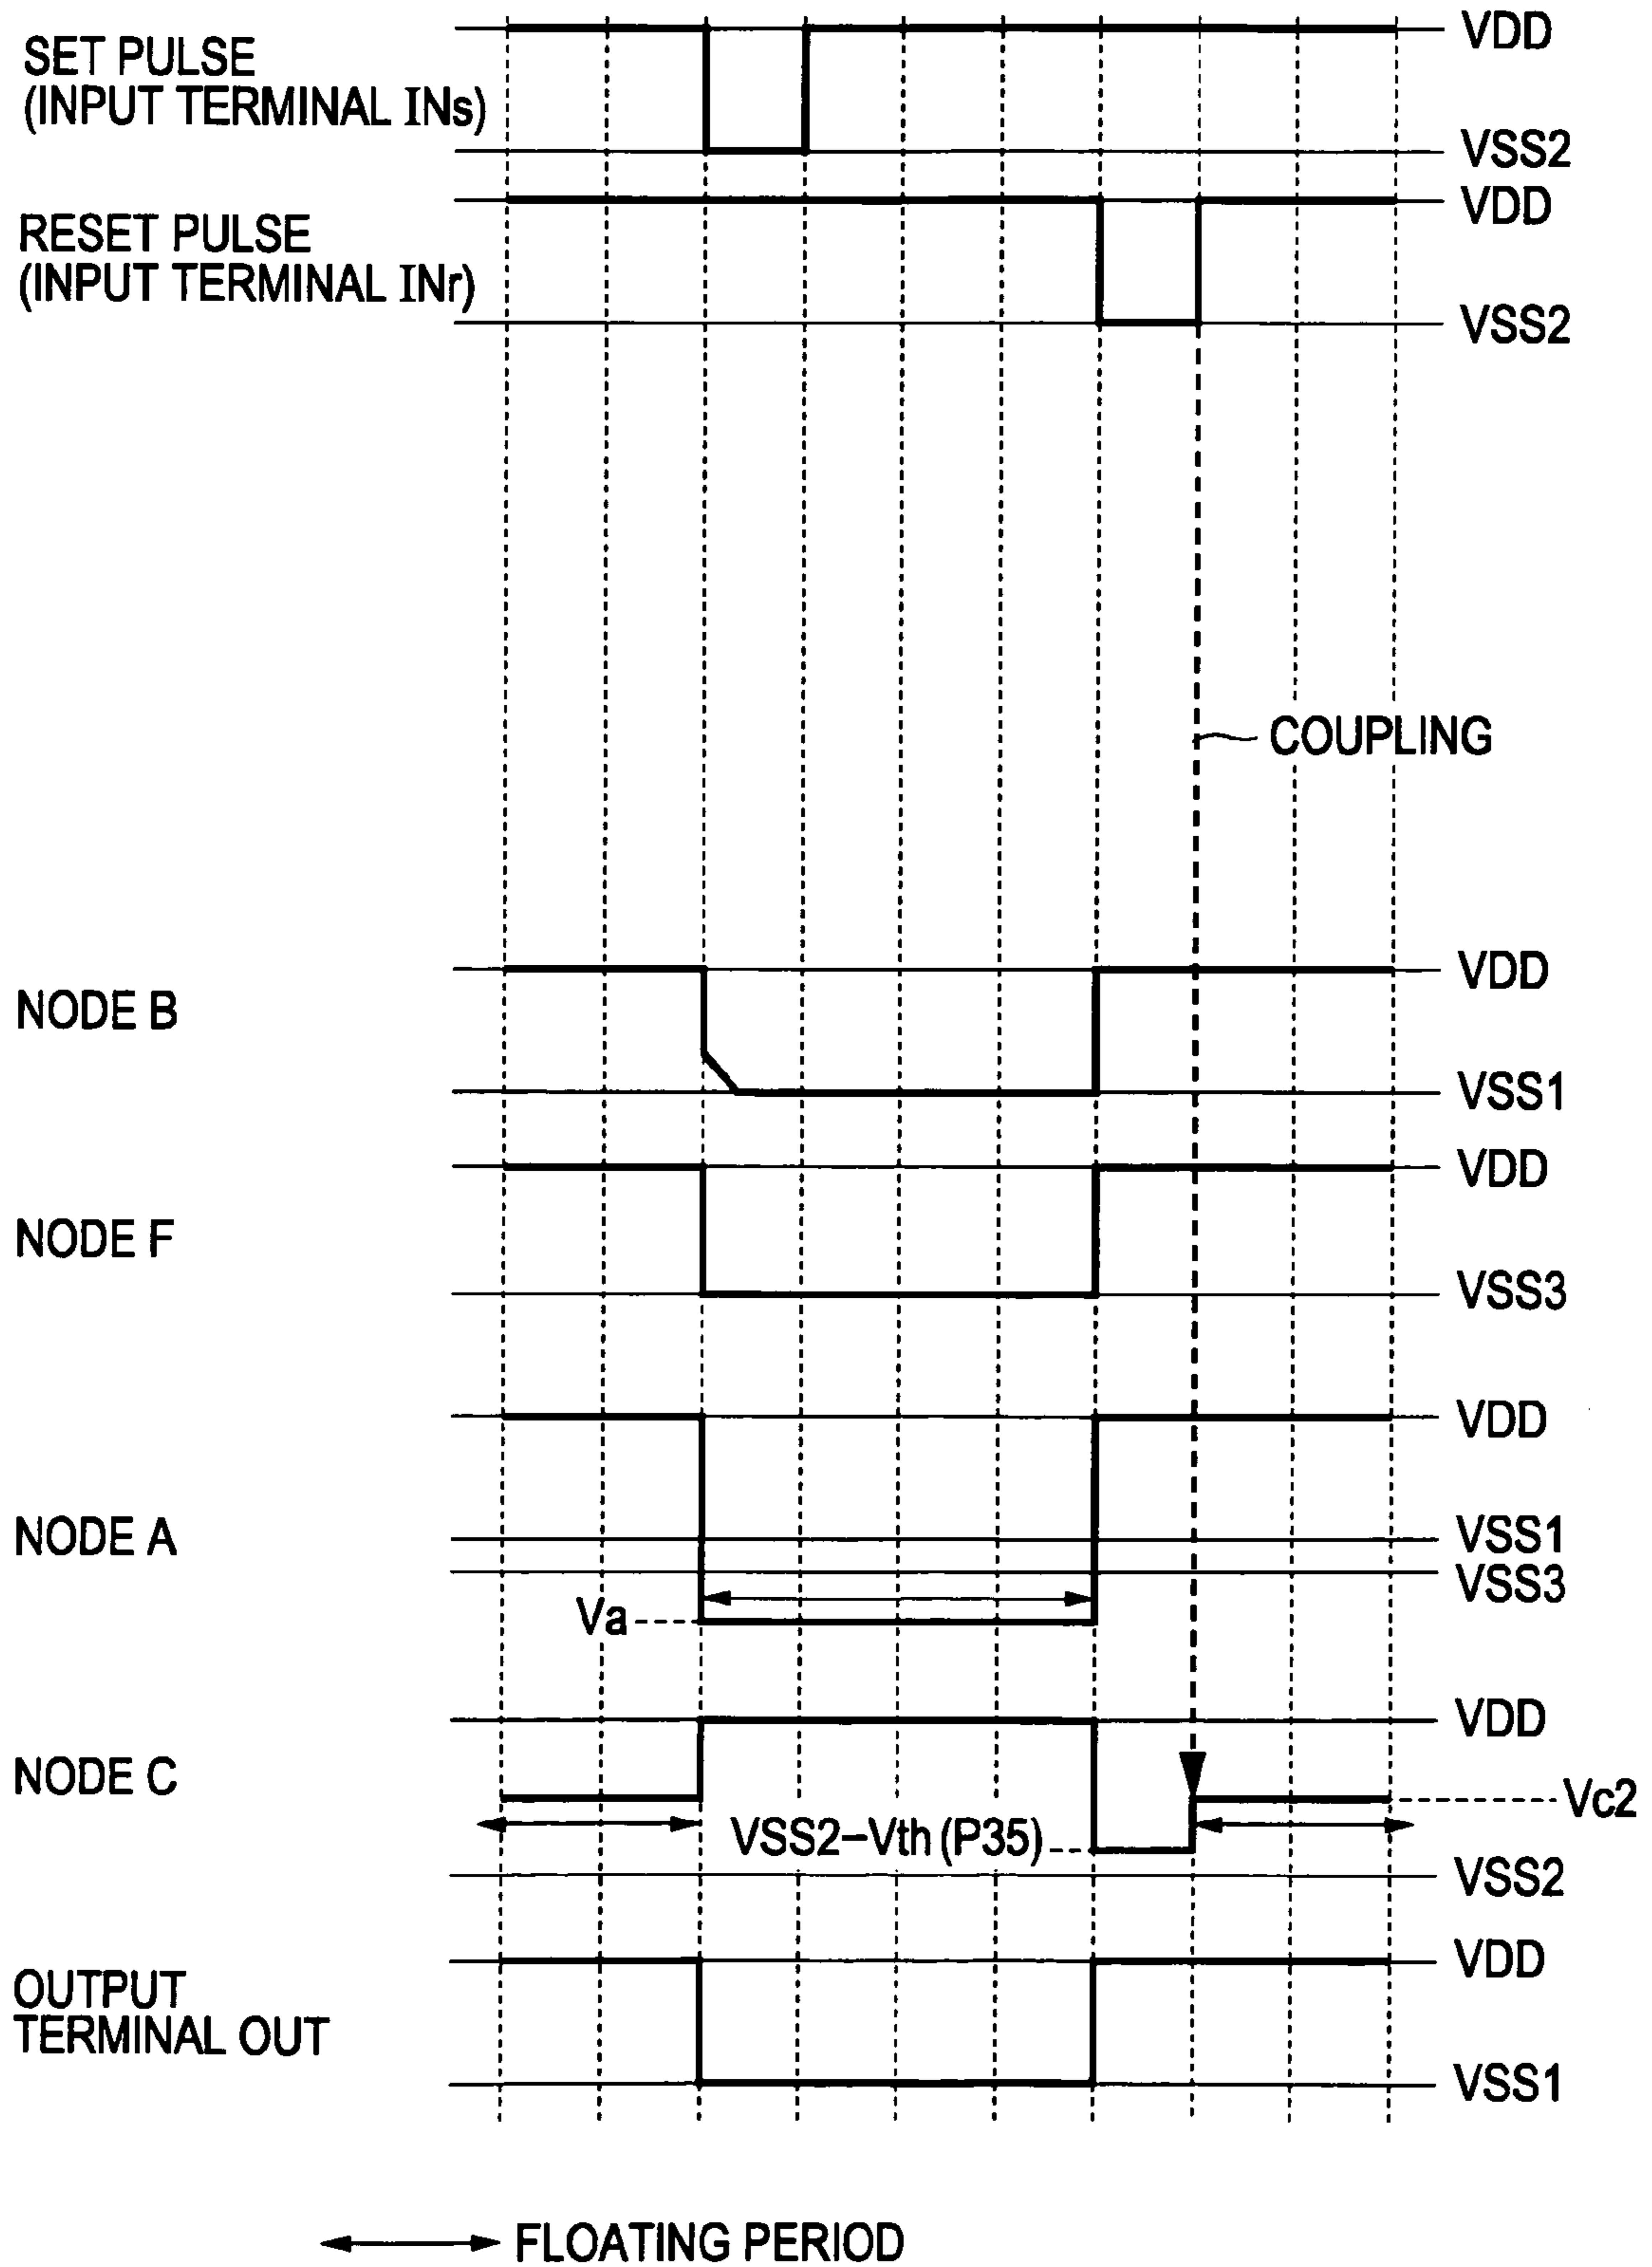 SET PULSE
(INPUT TERMINAL INs)
VDD
VSS2
RESET PULSE
(INPUT TERMINAL INr)
VDD
VSS2
COUPLING
NODE B
VDD
VSS1
NODE F
VDD
VSS3
NODE A
VDD
VSS1
VSS3
Va
NODE C
VDD
Vc2
VSS2–Vth (P35)
VSS2
OUTPUT
TERMINAL OUT
VDD
VSS1
FLOATING PERIOD